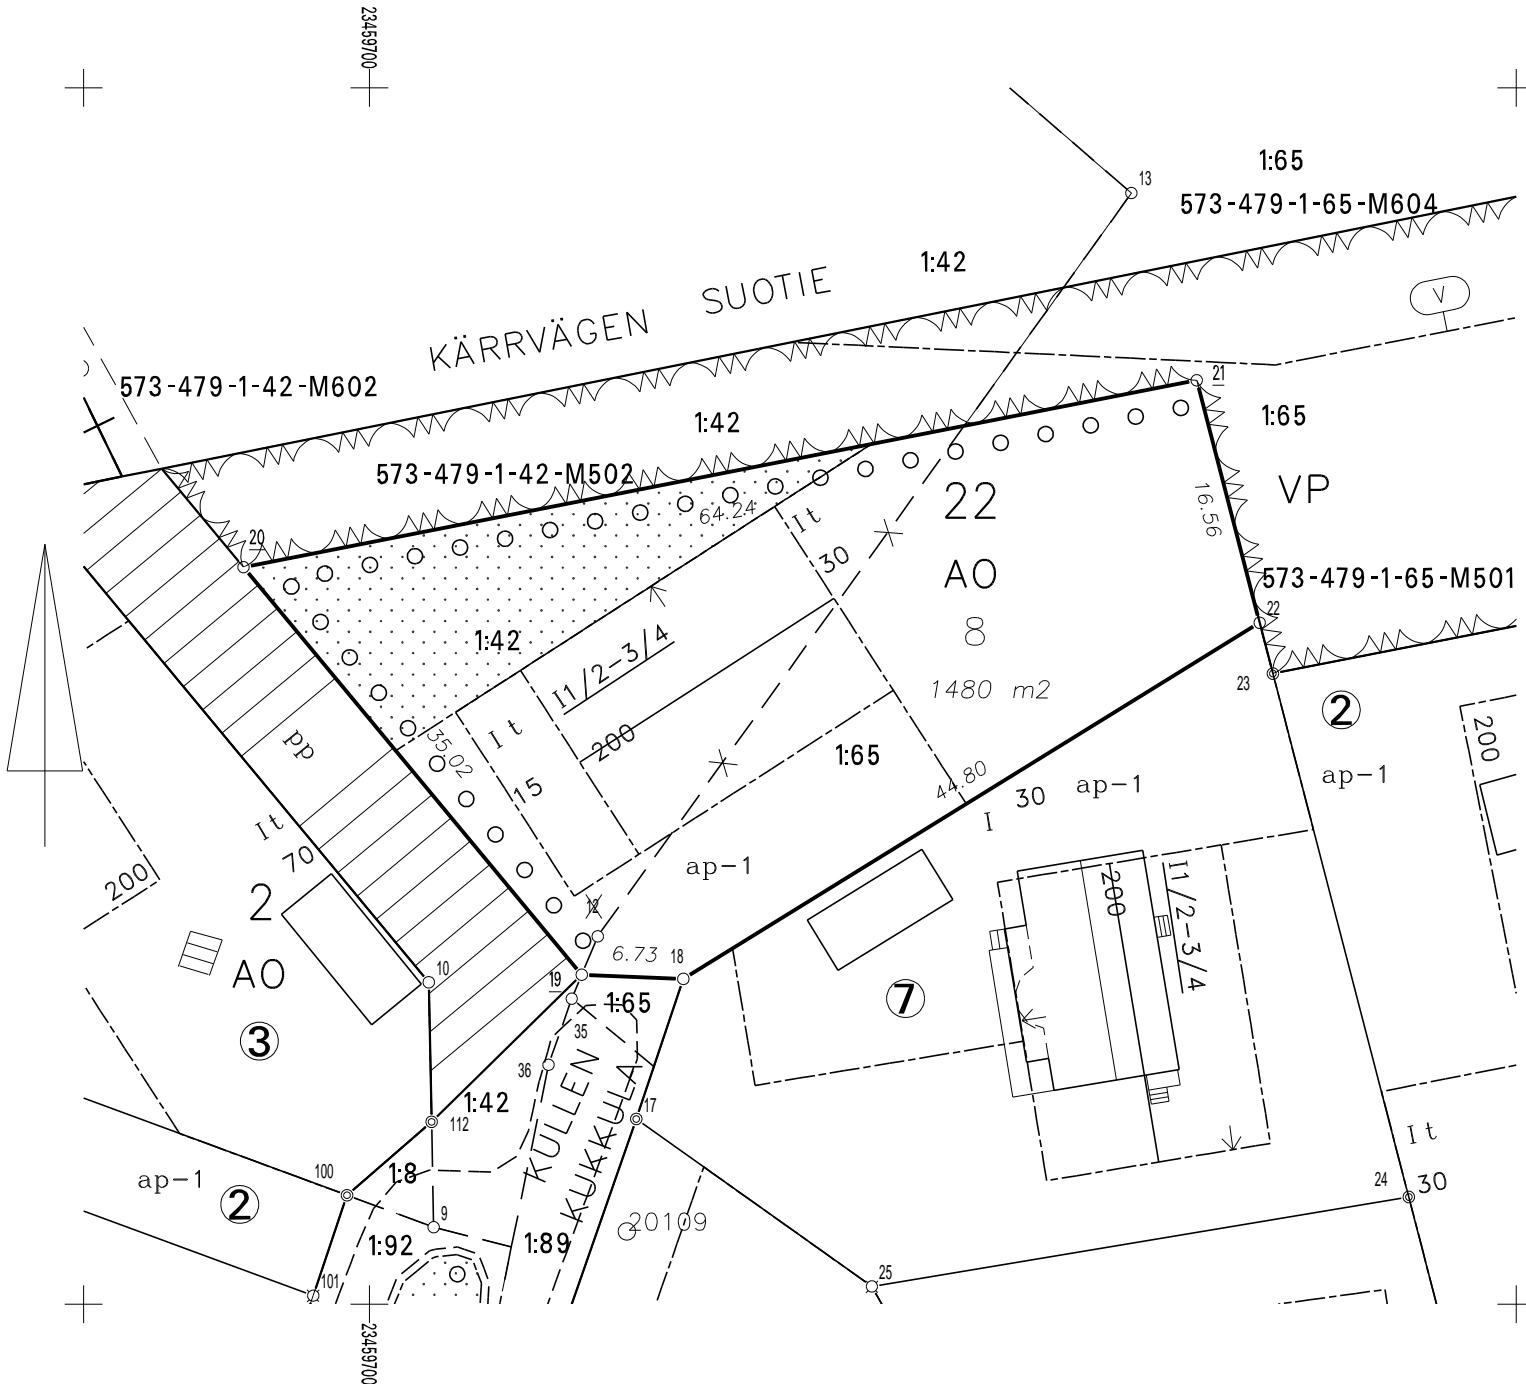 23459700
13
1:65
573-479-1-65-M604
1:42
KÄRRVÄGEN SUOTIE
V
573-479-1-42-M602
1:42
21
1:65
573-479-1-42-M502
22
VP
64.24
It
16.56
20
30
AO
573-479-1-65-M501
22
1:42
I1/2-3/4
8
1480 m2
23
2
pp
35.02
It
200
1:65
200
15
44.80
30
ap-1
ap-1
It
I
70
ap-1
200
200
I1/2-3/4
2
12
6.73
18
AO
10
19
1:65
7
3
35
36
KULLEN
KUKKULA
1:42
112
17
It
100
1:8
ap-1
24
30
2
9
20109
1:92
1:89
101
25
23459700